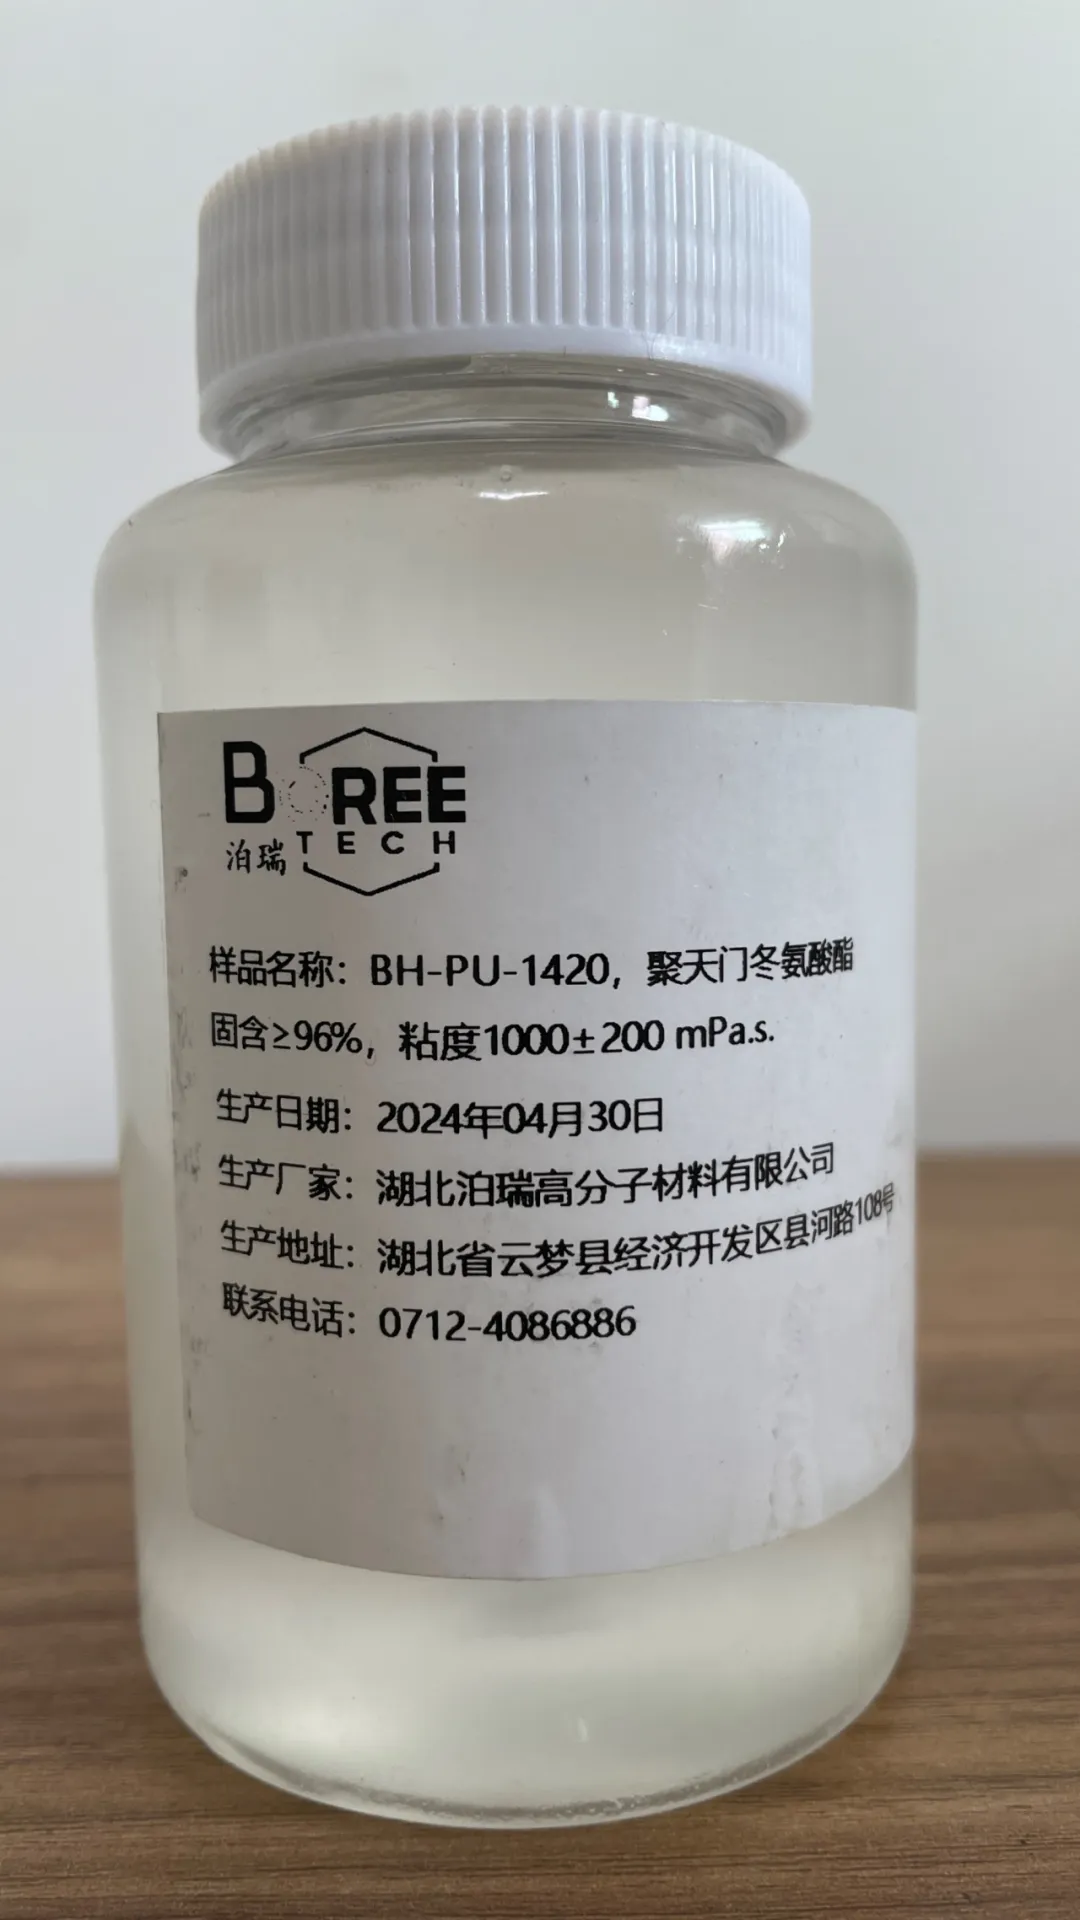 BOREE
泊瑞 TECH
样品名称：BH-PU-1420，聚天门冬氨酸酯
固含≥96%，粘度1000±200 mPa.s.
生产日期：2024年04月30日
生产厂家：湖北泊瑞高分子材料有限公司
生产地址：湖北省云梦县经济开发区县河路108号
联系电话：0712-4086886